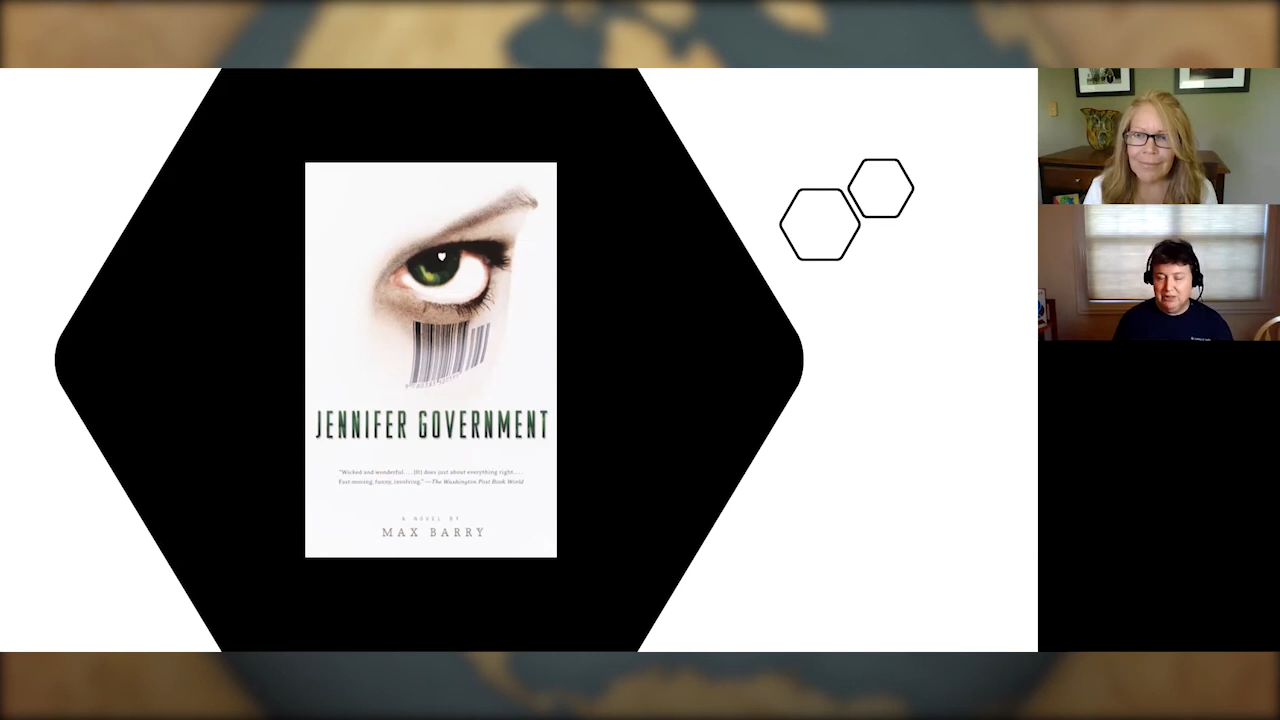 JENNIFER GOVERNMENT
"Wicked and wonderful. . . . [It] does just about everything right. . . .
Fast-moving, funny, involving." —The Washington Post Book World
A NOVEL BY
MAX BARRY